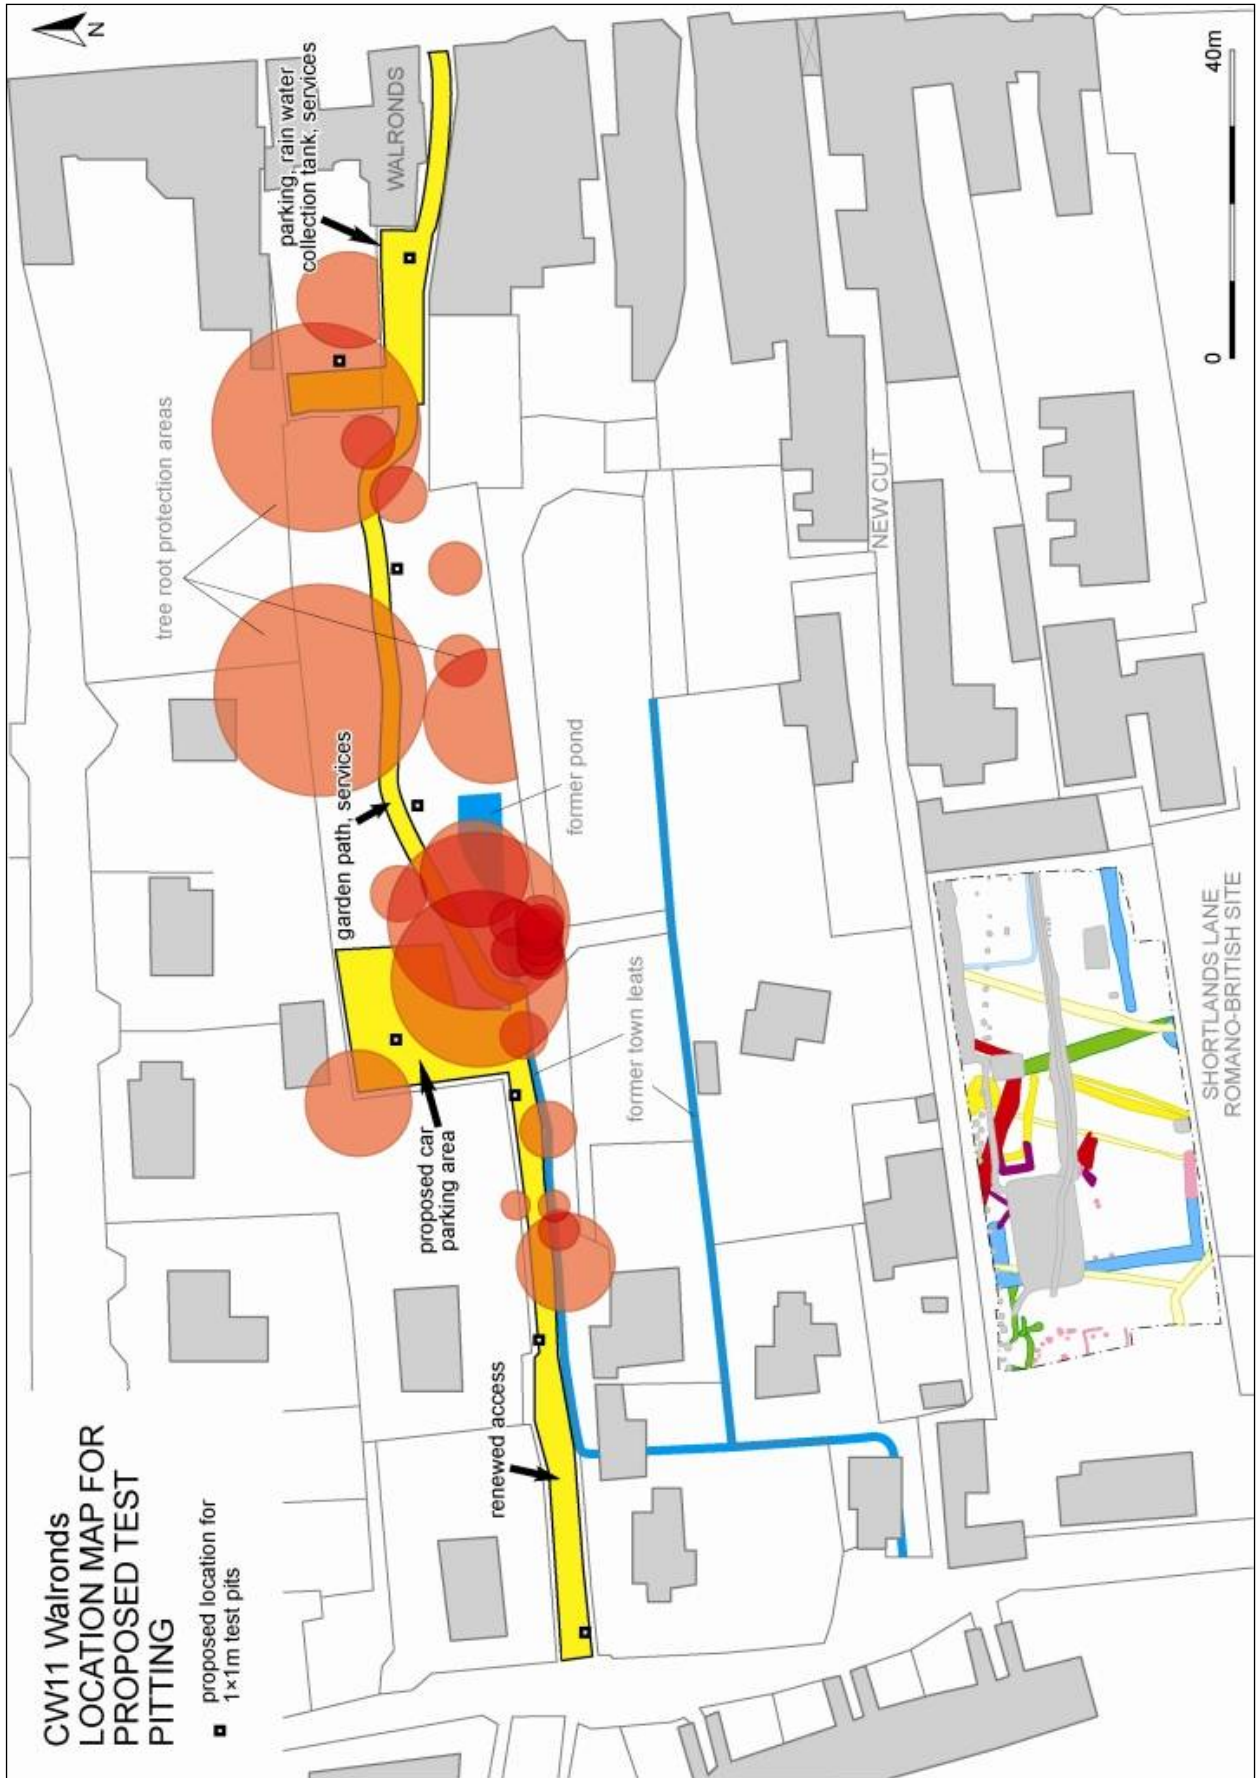 CW11 Walronds
LOCATION MAP FOR
PROPOSED TEST
PITTING
proposed location for
1×1m test pits
renewed access
proposed car
parking area
garden path, services
tree root protection areas
parking, rain water
collection tank, services
WALRONDS
N
former town leats
former pond
NEW CUT
SHORTLANDS LANE
ROMANO-BRITISH SITE
0
40m